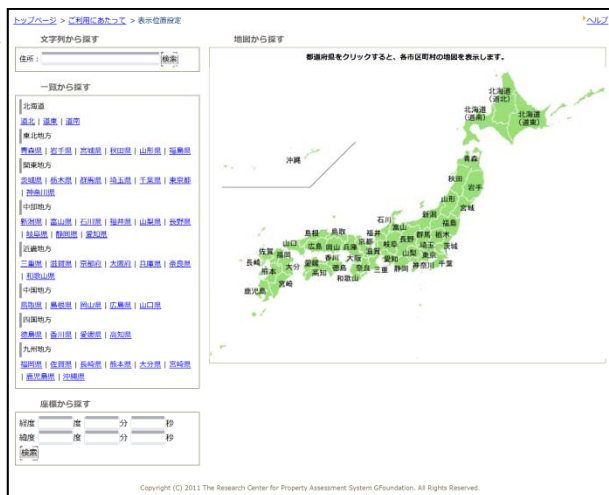 トップページ > ご利用にあたって > 表示位置設定
ヘルプ
文字列から探す
住所：
検索
一覧から探す
北海道
道北 | 道東 | 道南
東北地方
青森県 | 岩手県 | 宮城県 | 秋田県 | 山形県 | 福島県
関東地方
茨城県 | 栃木県 | 群馬県 | 埼玉県 | 千葉県 | 東京都
| 神奈川県
中部地方
新潟県 | 富山県 | 石川県 | 福井県 | 山梨県 | 長野県
| 岐阜県 | 静岡県 | 愛知県
近畿地方
三重県 | 滋賀県 | 京都府 | 大阪府 | 兵庫県 | 奈良県
| 和歌山県
中国地方
鳥取県 | 島根県 | 岡山県 | 広島県 | 山口県
四国地方
徳島県 | 香川県 | 愛媛県 | 高知県
九州地方
福岡県 | 佐賀県 | 長崎県 | 熊本県 | 大分県 | 宮崎県
| 鹿児島県 | 沖縄県
座標から探す
経度 度 分 秒
緯度 度 分 秒
検索
地図から探す
都道府県をクリックすると、各市区町村の地図を表示します。
北海道
（道北）
北海道
（道南）
北海道
（道東）
沖縄
青森
秋田
岩手
山形
宮城
石川
新潟
福島
富山
島根 鳥取
福井
長野 群馬 栃木
山口
広島 岡山 兵庫 京都
滋賀 岐阜
山梨 埼玉 茨城
東京
佐賀 福岡
長崎
大分
愛媛 香川 大阪
愛知
熊本
高知 徳島 奈良 三重 静岡 神奈川 千葉
和歌山
宮崎
鹿児島
Copyright (C) 2011 The Research Center for Property Assessment System GFoundation. All Rights Reserved.